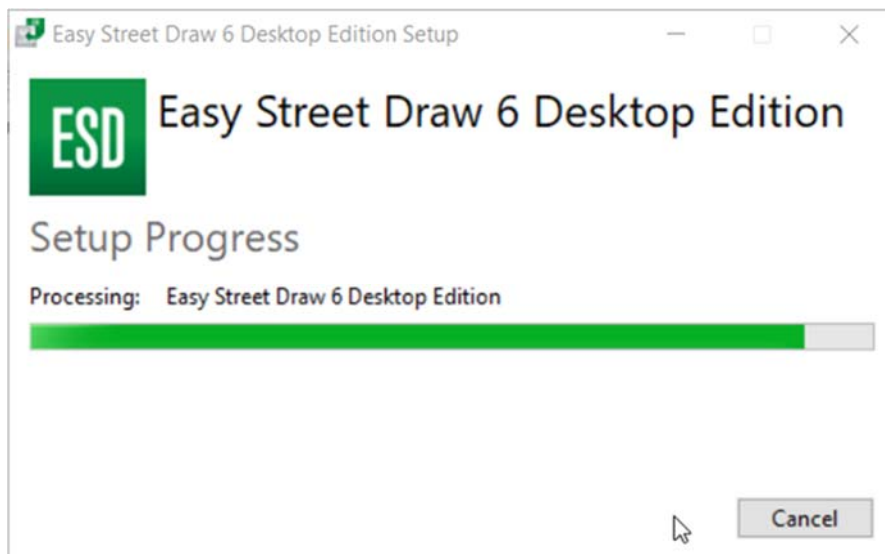 Easy Street Draw 6 Desktop Edition Setup
ESD
Easy Street Draw 6 Desktop Edition
Setup Progress
Processing: Easy Street Draw 6 Desktop Edition
Cancel